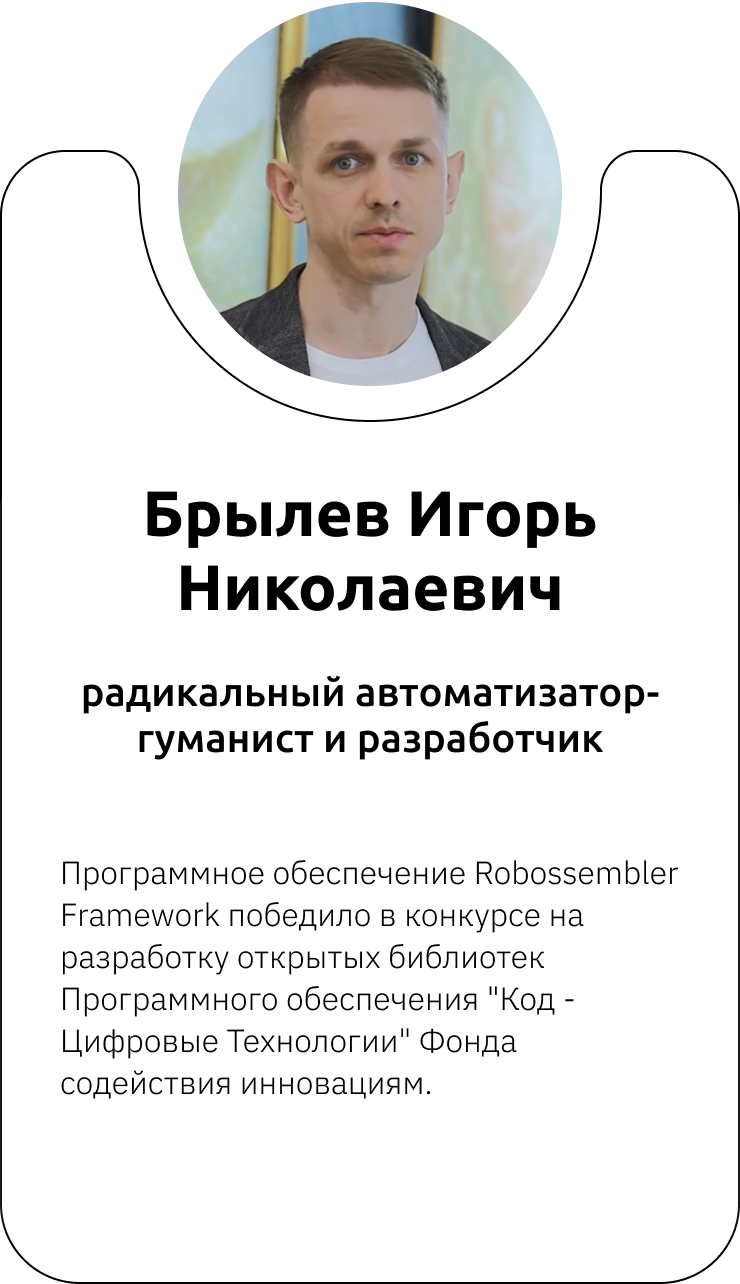 Брылев Игорь
Николаевич
радикальный автоматизатор-
гуманист и разработчик
Программное обеспечение Robossembler
Framework победило в конкурсе на
разработку открытых библиотек
Программного обеспечения "Код -
Цифровые Технологии" Фонда
содействия инновациям.